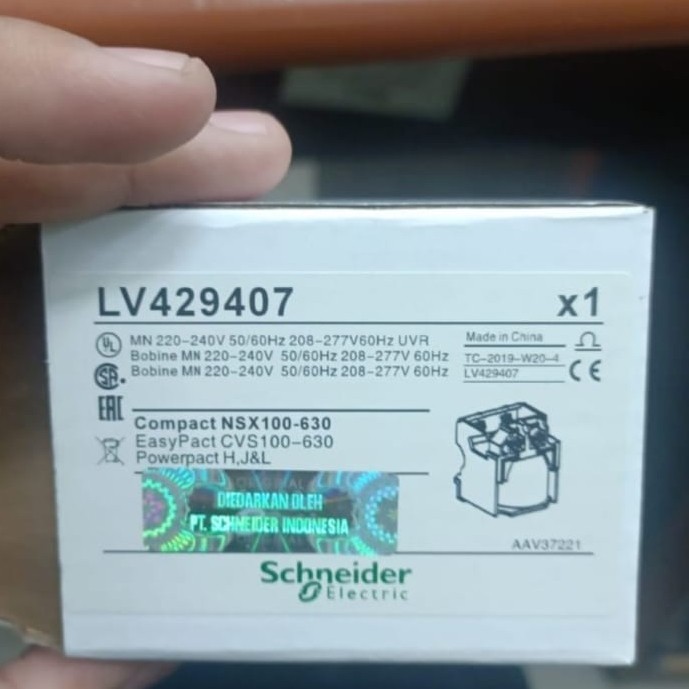 LV429407 x1
MN 220-240V 50/60Hz 208-277V60Hz UVR
Bobine MN 220-240V 50/60Hz 208-277V 60Hz
Bobina MN 220-240V 50/60Hz 208-277V 60Hz
Made in China
TC-2019-W20-4
LV429407
UL
CE
EAC
Compact NSX100-630
EasyPact CVS100-630
Powerpact H,J&L
DIEDARKAN OLEH
PT. SCHNEIDER INDONESIA
AAV37221
Schneider
Electric